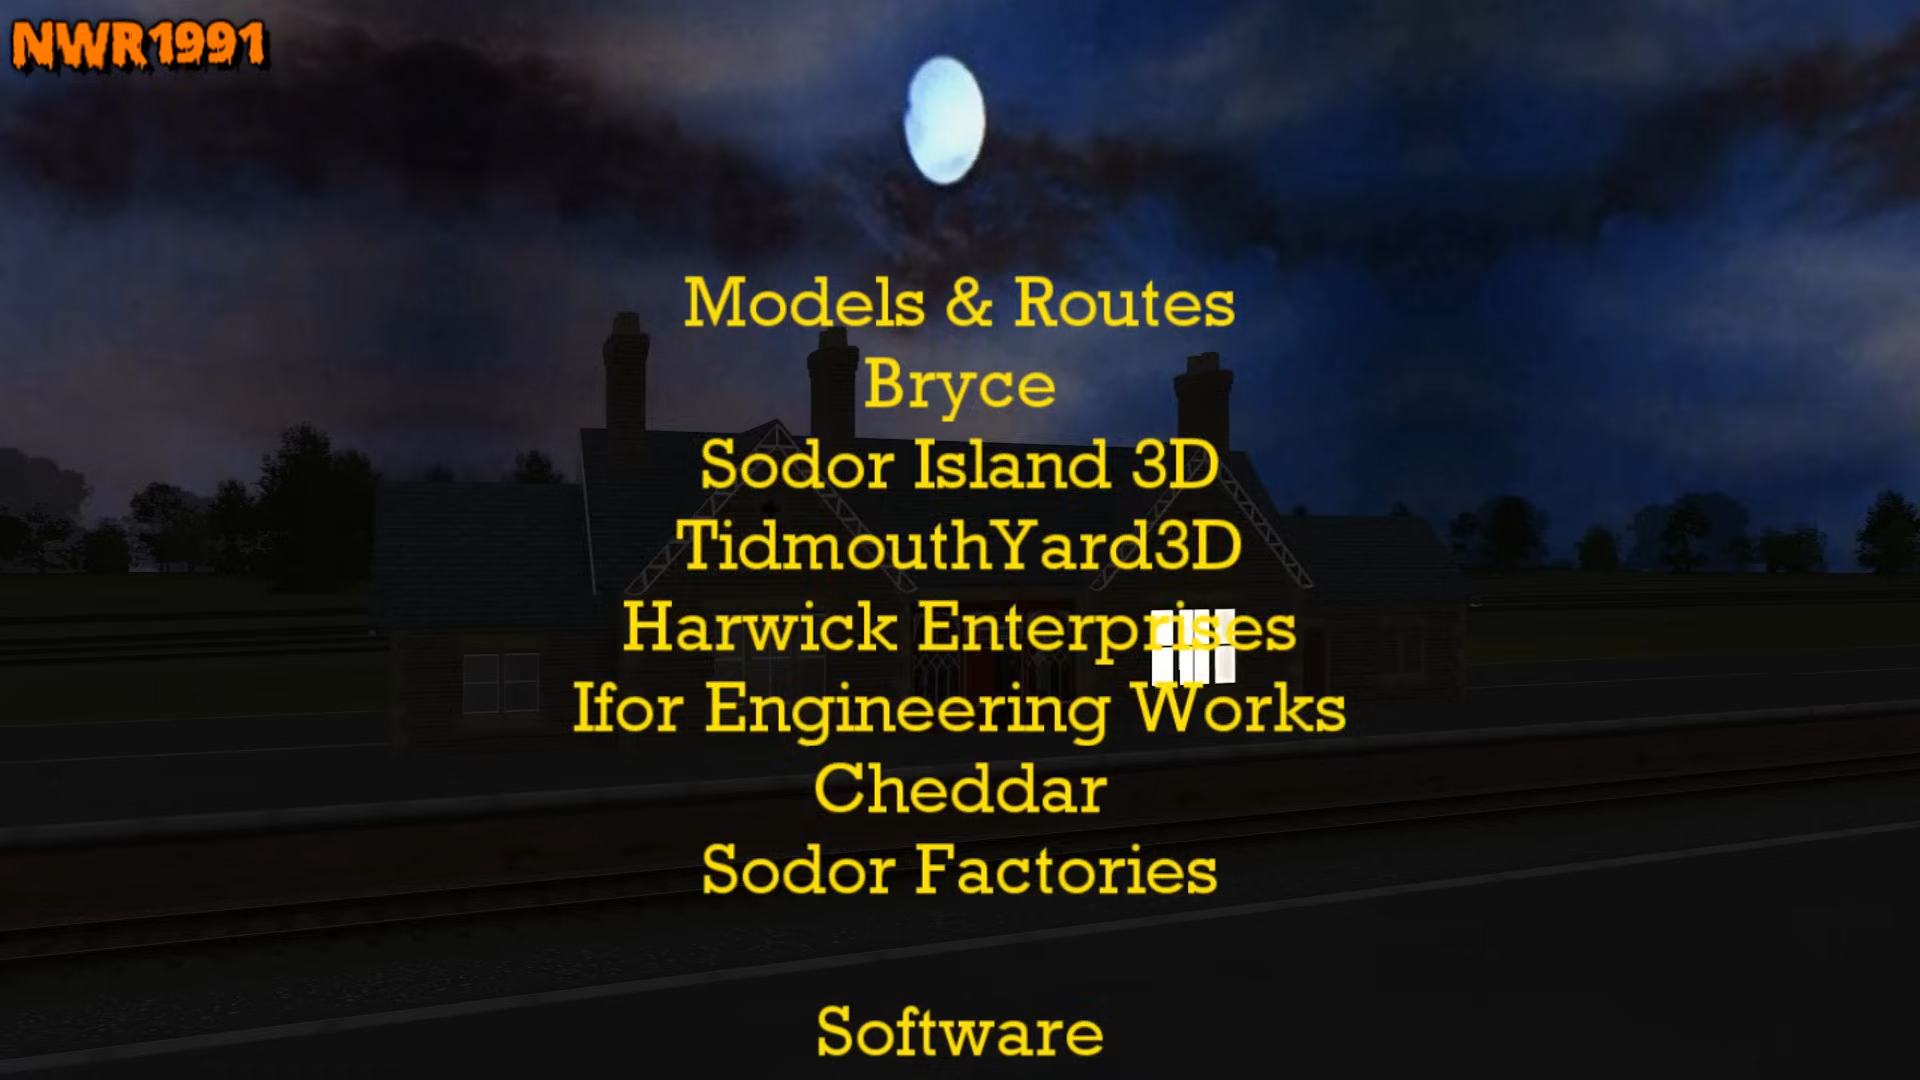 NWR1991
Models & Routes
Bryce
Sodor Island 3D
TidmouthYard3D
Harwick Enterprises
Ifor Engineering Works
Cheddar
Sodor Factories
Software